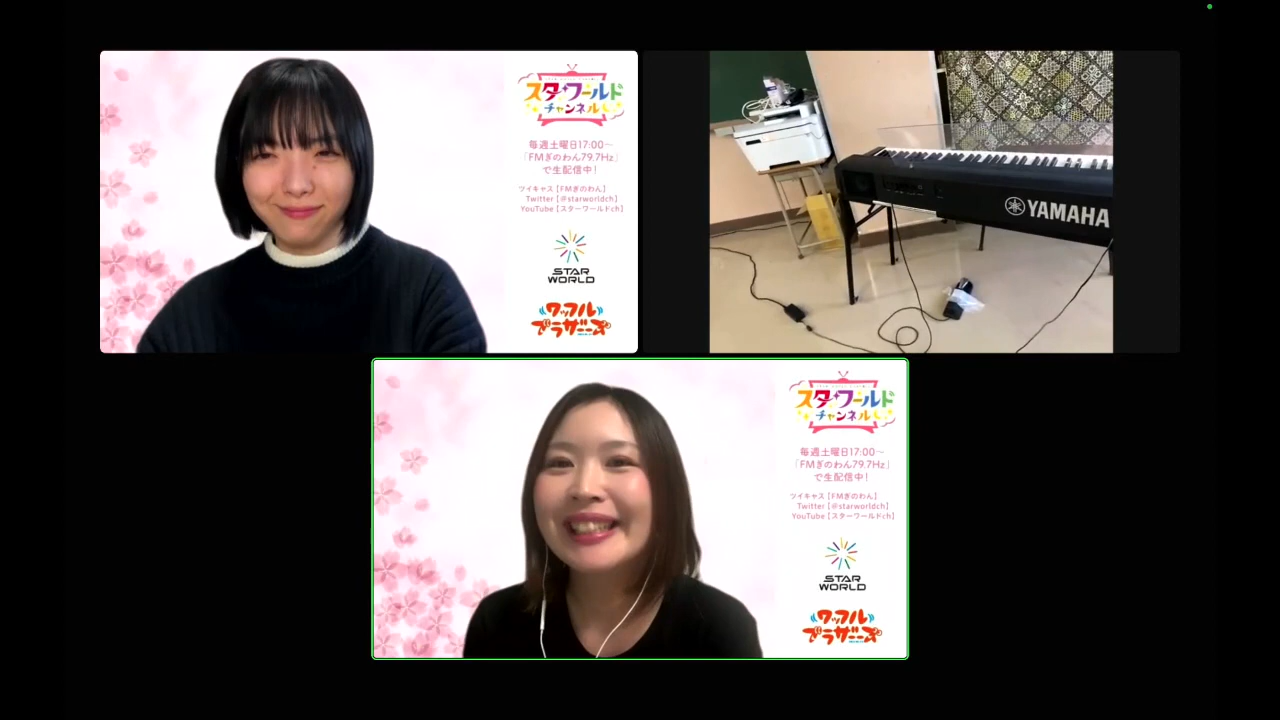 スターワールド
チャンネル
毎週土曜日17:00〜
「FMぎのわん79.7Hz」
で生配信中!
ツイキャス【FMぎのわん】
Twitter【@starworldch】
YouTube【スターワールドch】
STAR
WORLD
ワッフル
ブラザーズ
YAMAHA
スターワールド
チャンネル
毎週土曜日17:00〜
「FMぎのわん79.7Hz」
で生配信中!
ツイキャス【FMぎのわん】
Twitter【@starworldch】
YouTube【スターワールドch】
STAR
WORLD
ワッフル
ブラザーズ